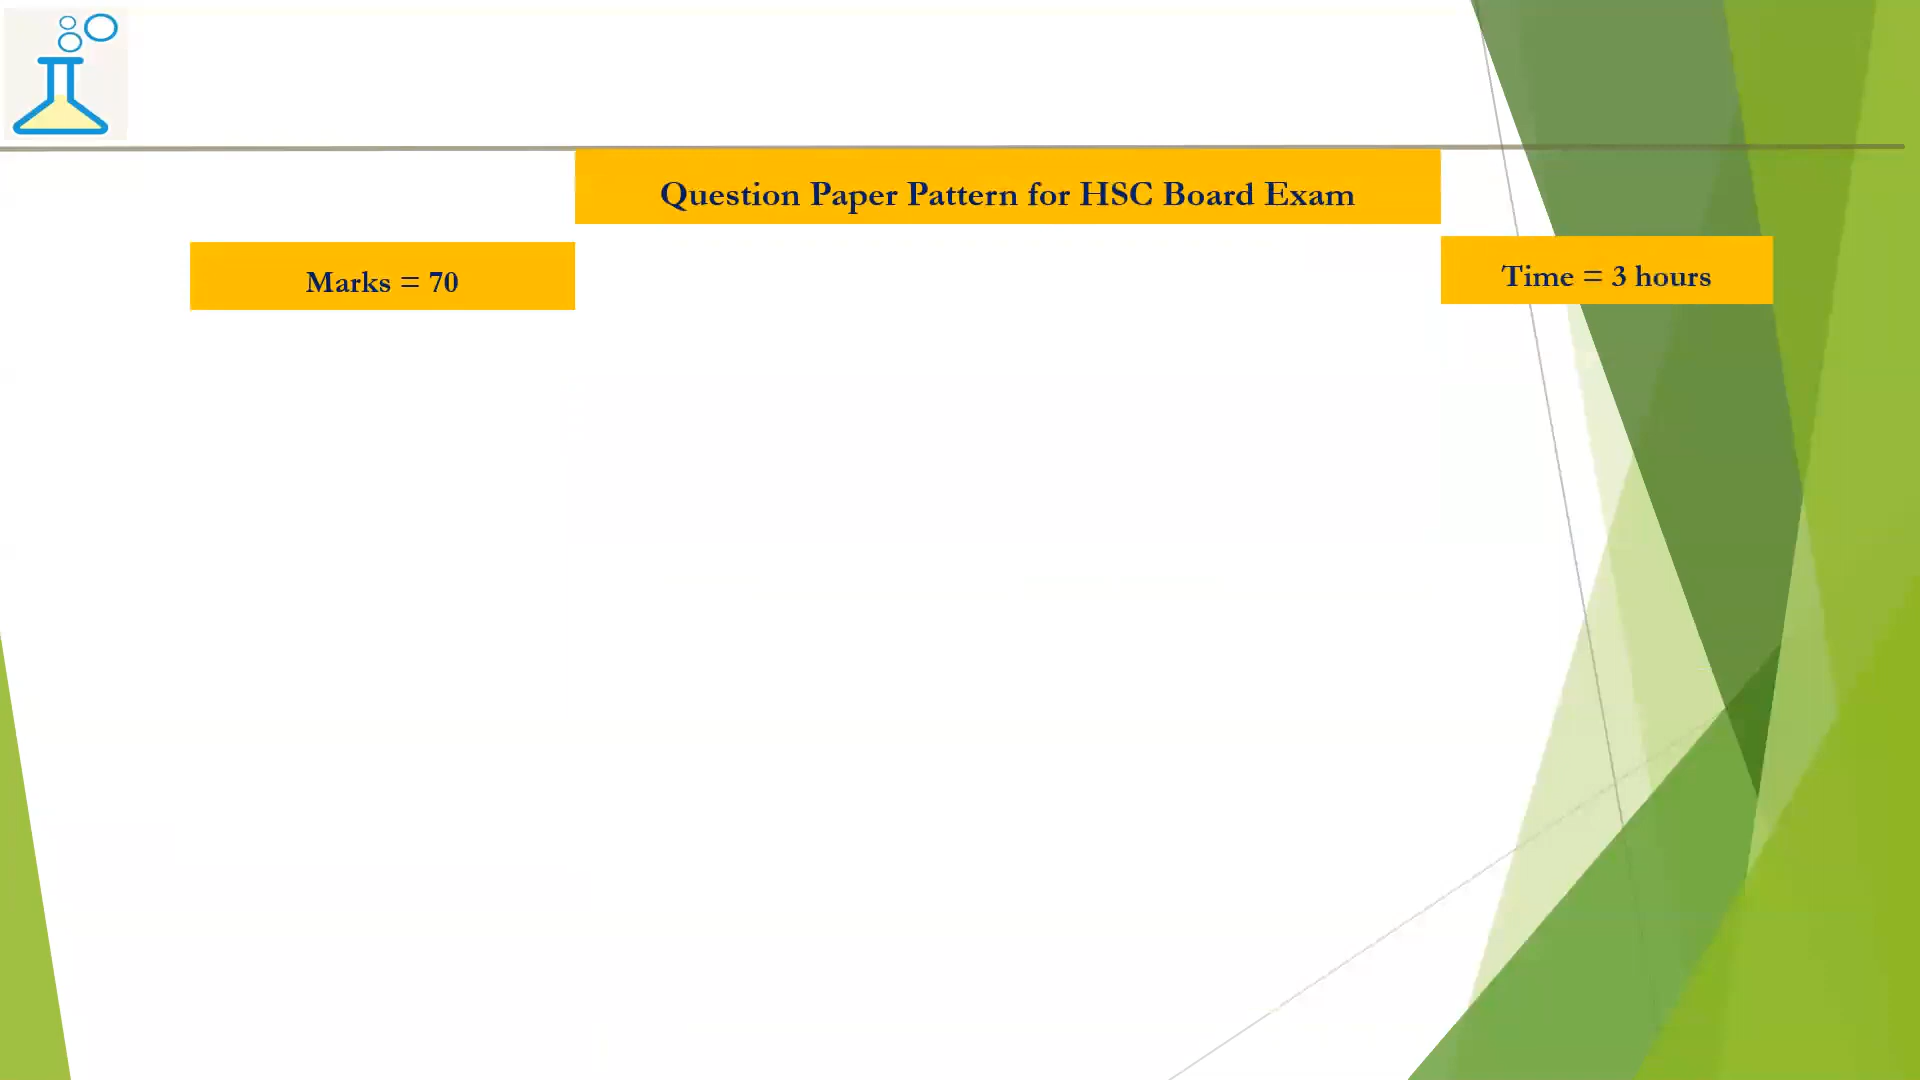 Question Paper Pattern for HSC Board Exam
Marks = 70
Time = 3 hours